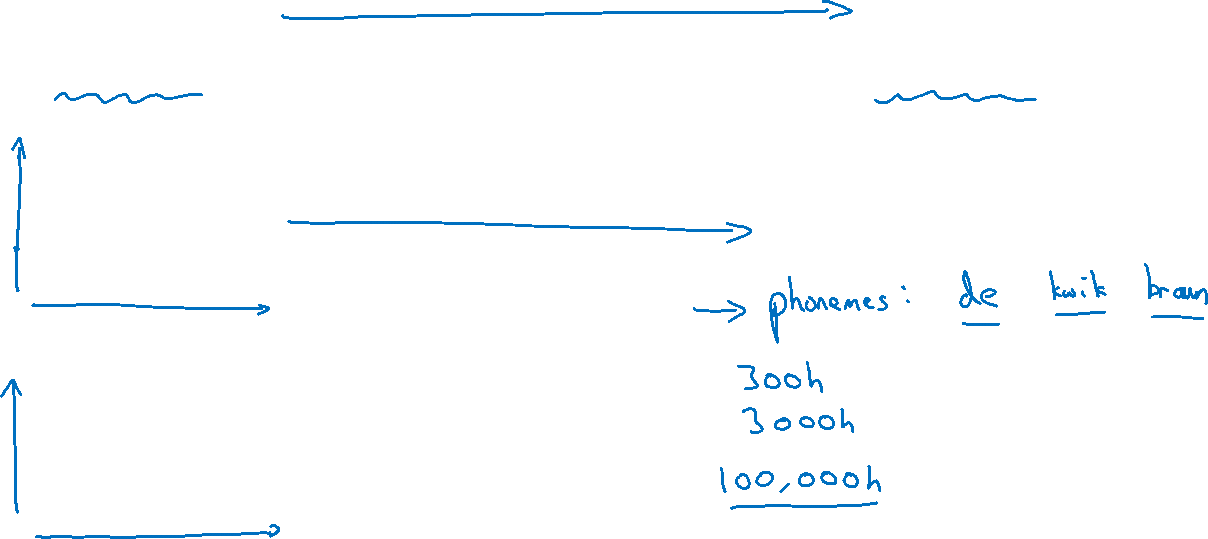 → phonemes: de kwik braun
300h
3000h
100,000h